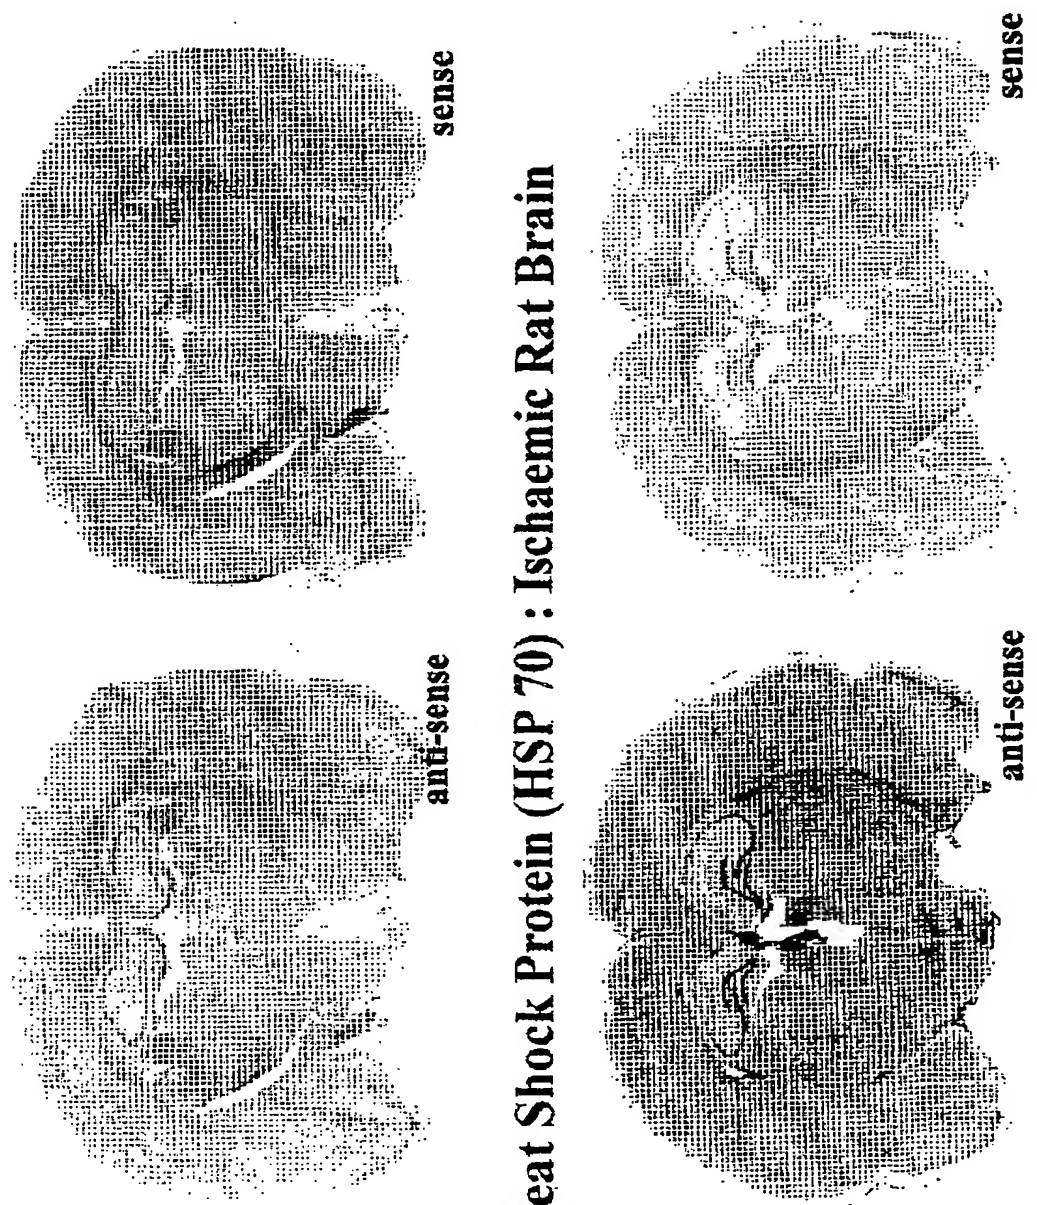 anti-sense
sense
eat Shock Protein (HSP 70) : Ischaemic Rat Brain
anti-sense
sense